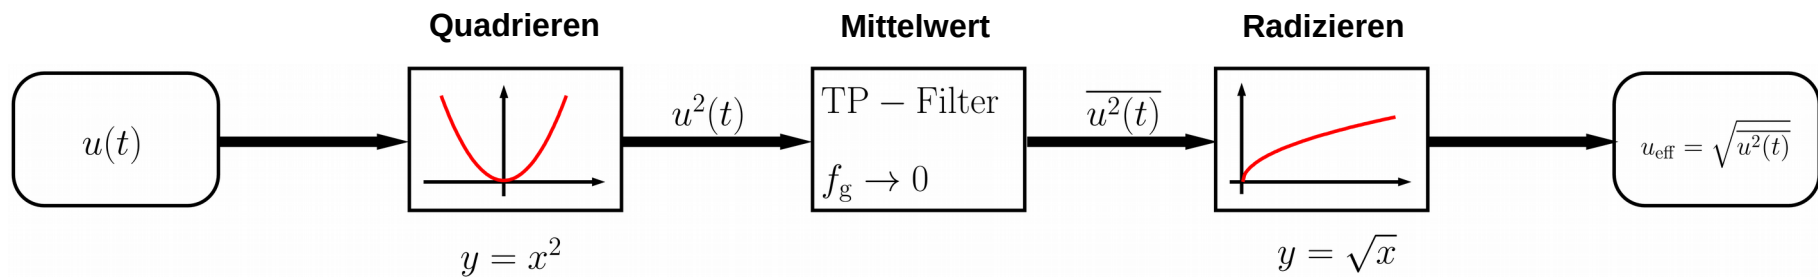 Quadrieren
Mittelwert
Radizieren
u(t)
u²(t)
TP – Filter
f_g → 0
\overline{u²(t)}
u_eff = √\overline{u²(t)}
y = x²
y = √x